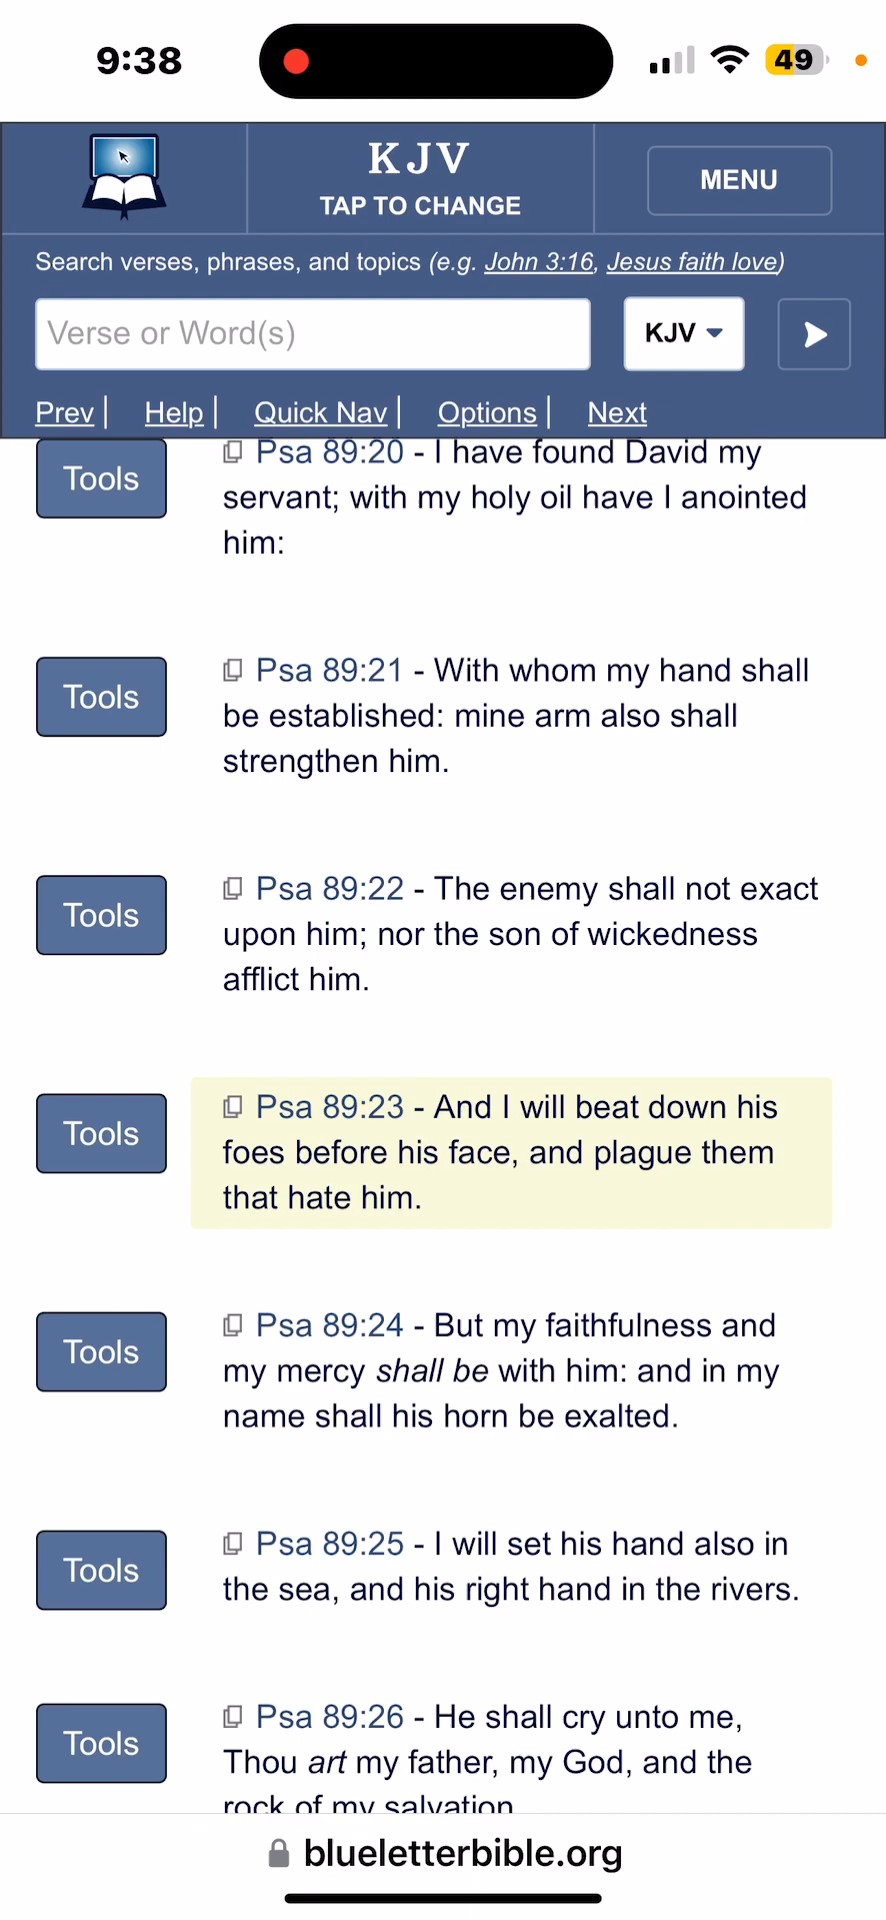 9:38
49
KJV
TAP TO CHANGE
MENU
Search verses, phrases, and topics (e.g. John 3:16, Jesus faith love)
Verse or Word(s)
KJV
Prev | Help | Quick Nav | Options | Next
Tools
Psa 89:20 - I have found David my
servant; with my holy oil have I anointed
him:
Tools
Psa 89:21 - With whom my hand shall
be established: mine arm also shall
strengthen him.
Tools
Psa 89:22 - The enemy shall not exact
upon him; nor the son of wickedness
afflict him.
Tools
Psa 89:23 - And I will beat down his
foes before his face, and plague them
that hate him.
Tools
Psa 89:24 - But my faithfulness and
my mercy shall be with him: and in my
name shall his horn be exalted.
Tools
Psa 89:25 - I will set his hand also in
the sea, and his right hand in the rivers.
Tools
Psa 89:26 - He shall cry unto me,
Thou art my father, my God, and the
rock of my salvation
blueletterbible.org